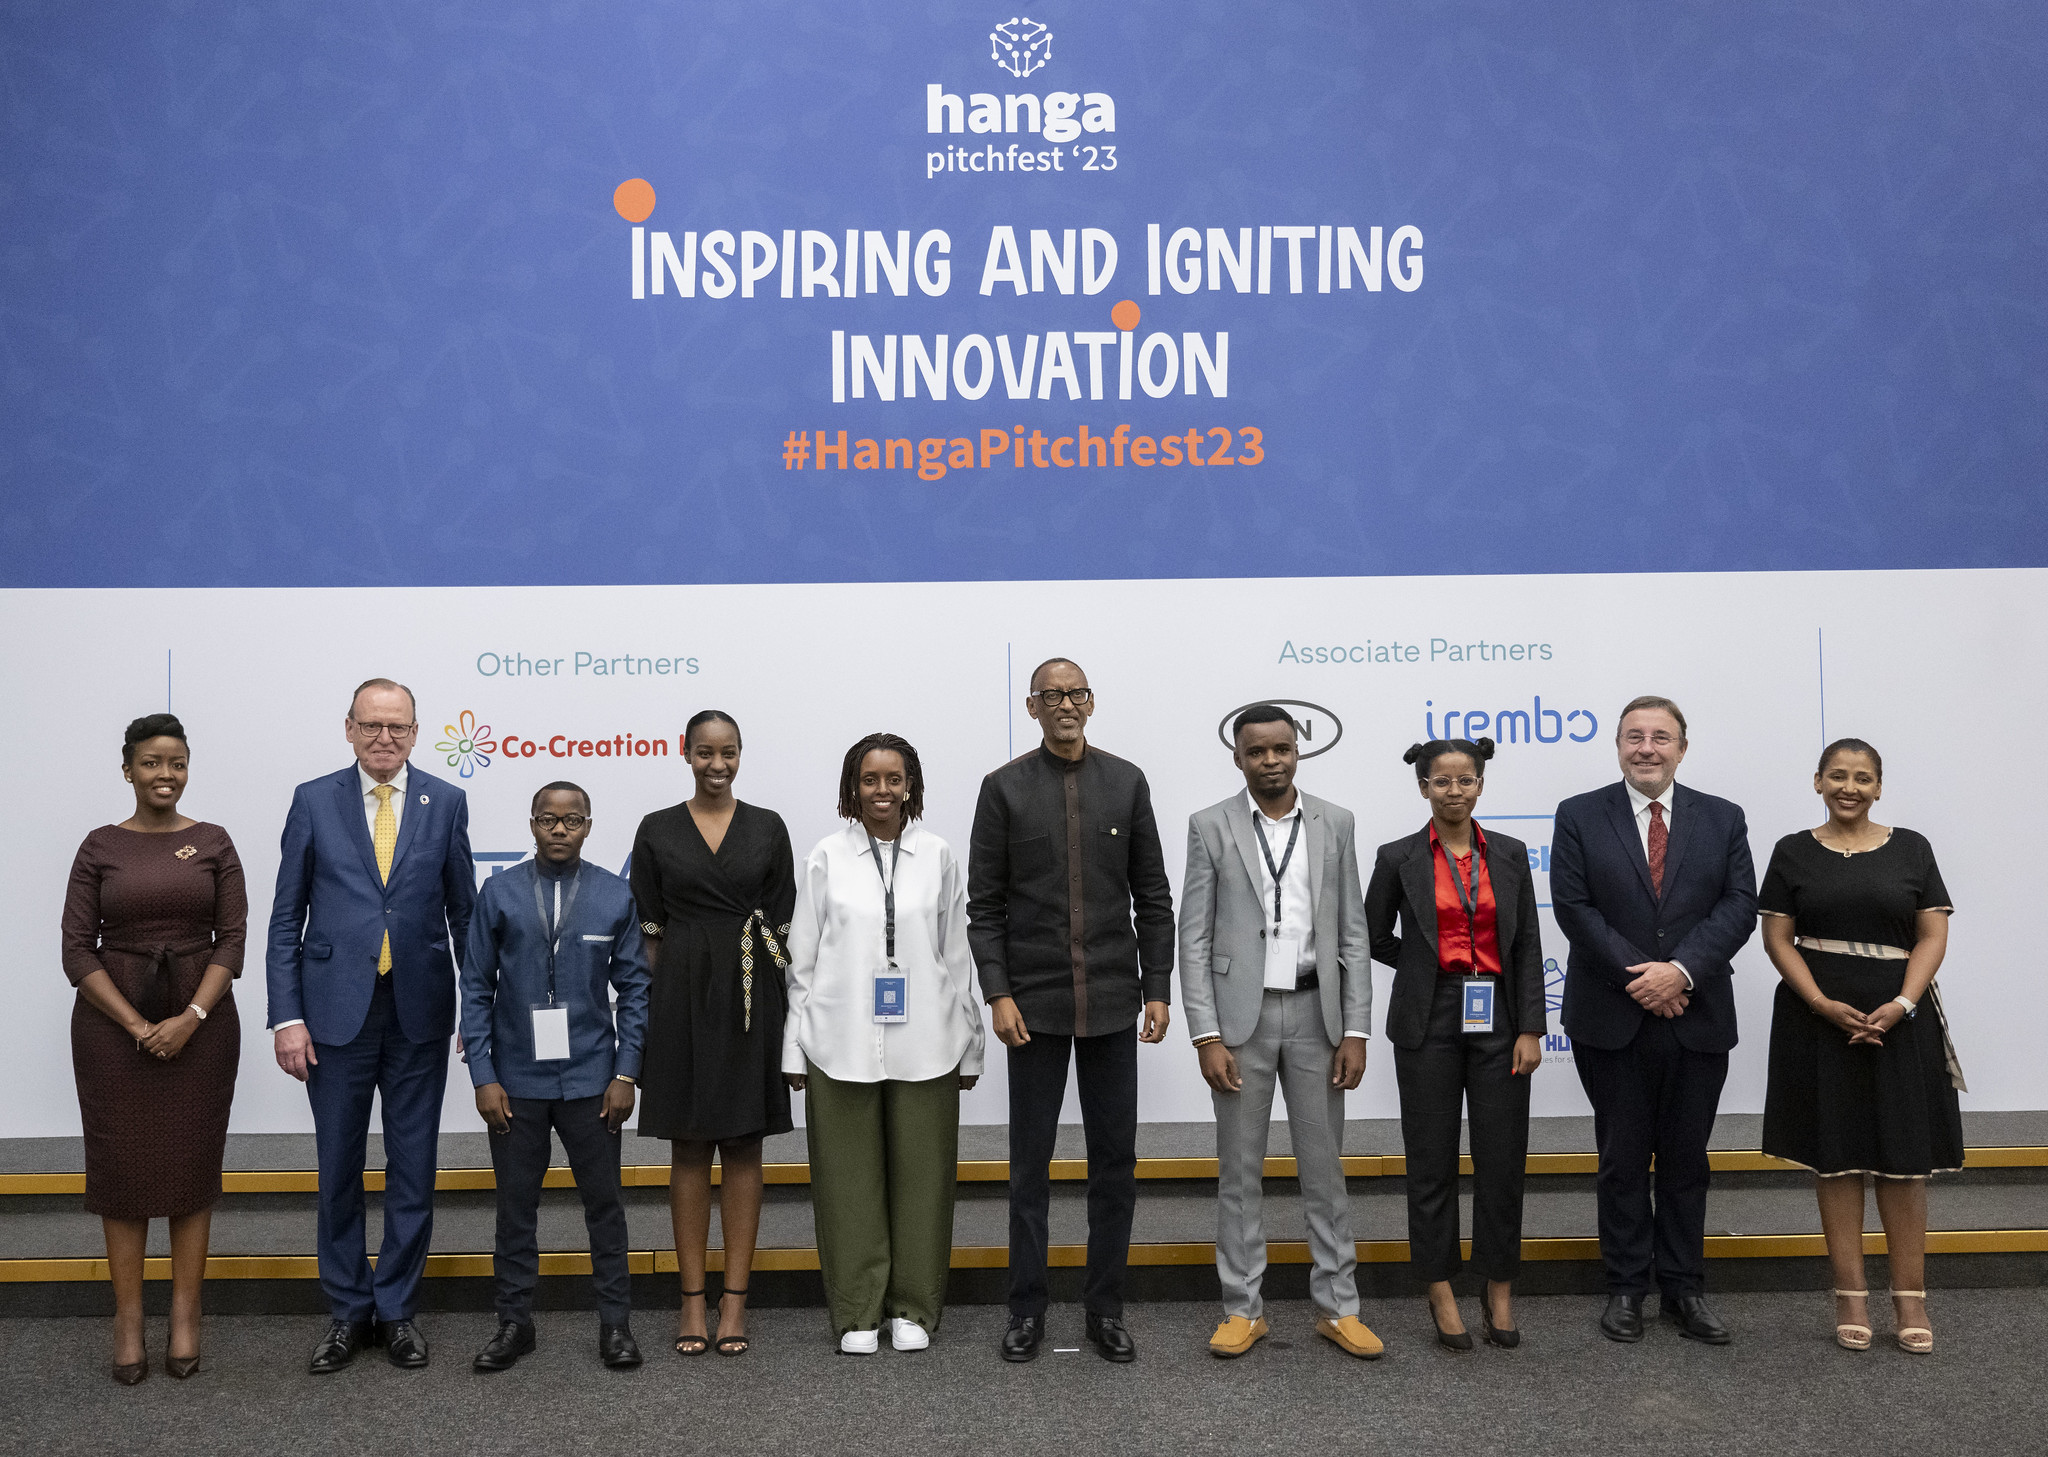 hanga
pitchfest ‘23
INSPIRING AND IGNITING
INNOVATION
#HangaPitchfest23
Other Partners
Associate Partners
Co-Creation
irembo